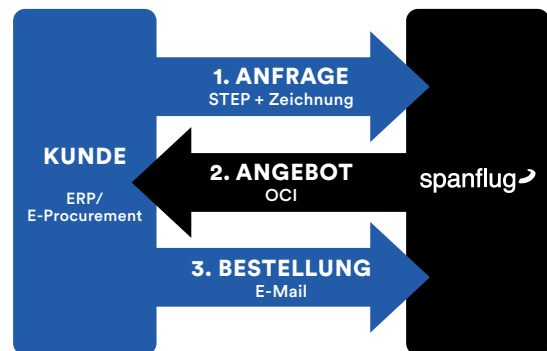 1. ANFRAGE
STEP + Zeichnung
KUNDE
ERP/
E-Procurement
2. ANGEBOT
OCI
spanflug
3. BESTELLUNG
E-Mail